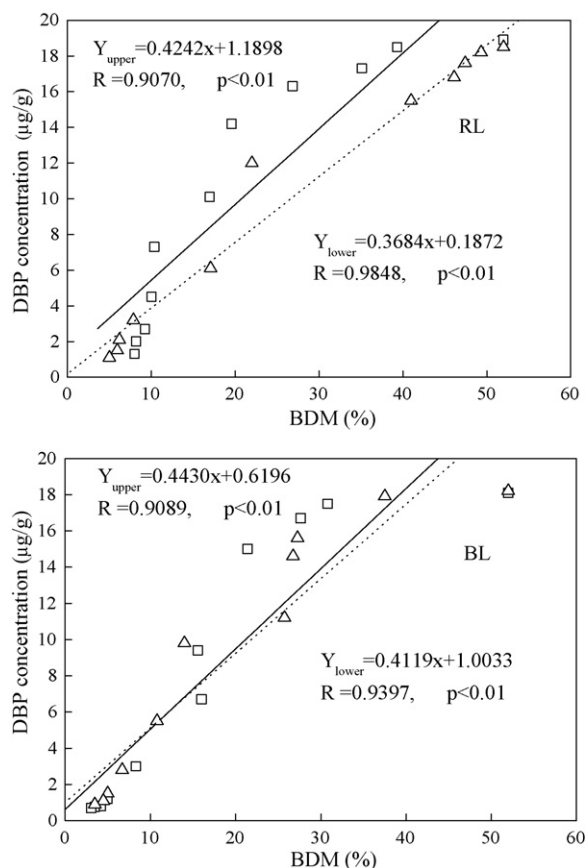 20
18
16
14
12
10
8
6
4
2
0
DBP concentration (μg/g)
Yupper=0.4242x+1.1898
R =0.9070, p<0.01
RL
Ylower=0.3684x+0.1872
R =0.9848, p<0.01
0 10 20 30 40 50 60
BDM (%)
20
18
16
14
12
10
8
6
4
2
0
DBP concentration (μg/g)
Yupper=0.4430x+0.6196
R =0.9089, p<0.01
BL
Ylower=0.4119x+1.0033
R =0.9397, p<0.01
0 10 20 30 40 50 60
BDM (%)